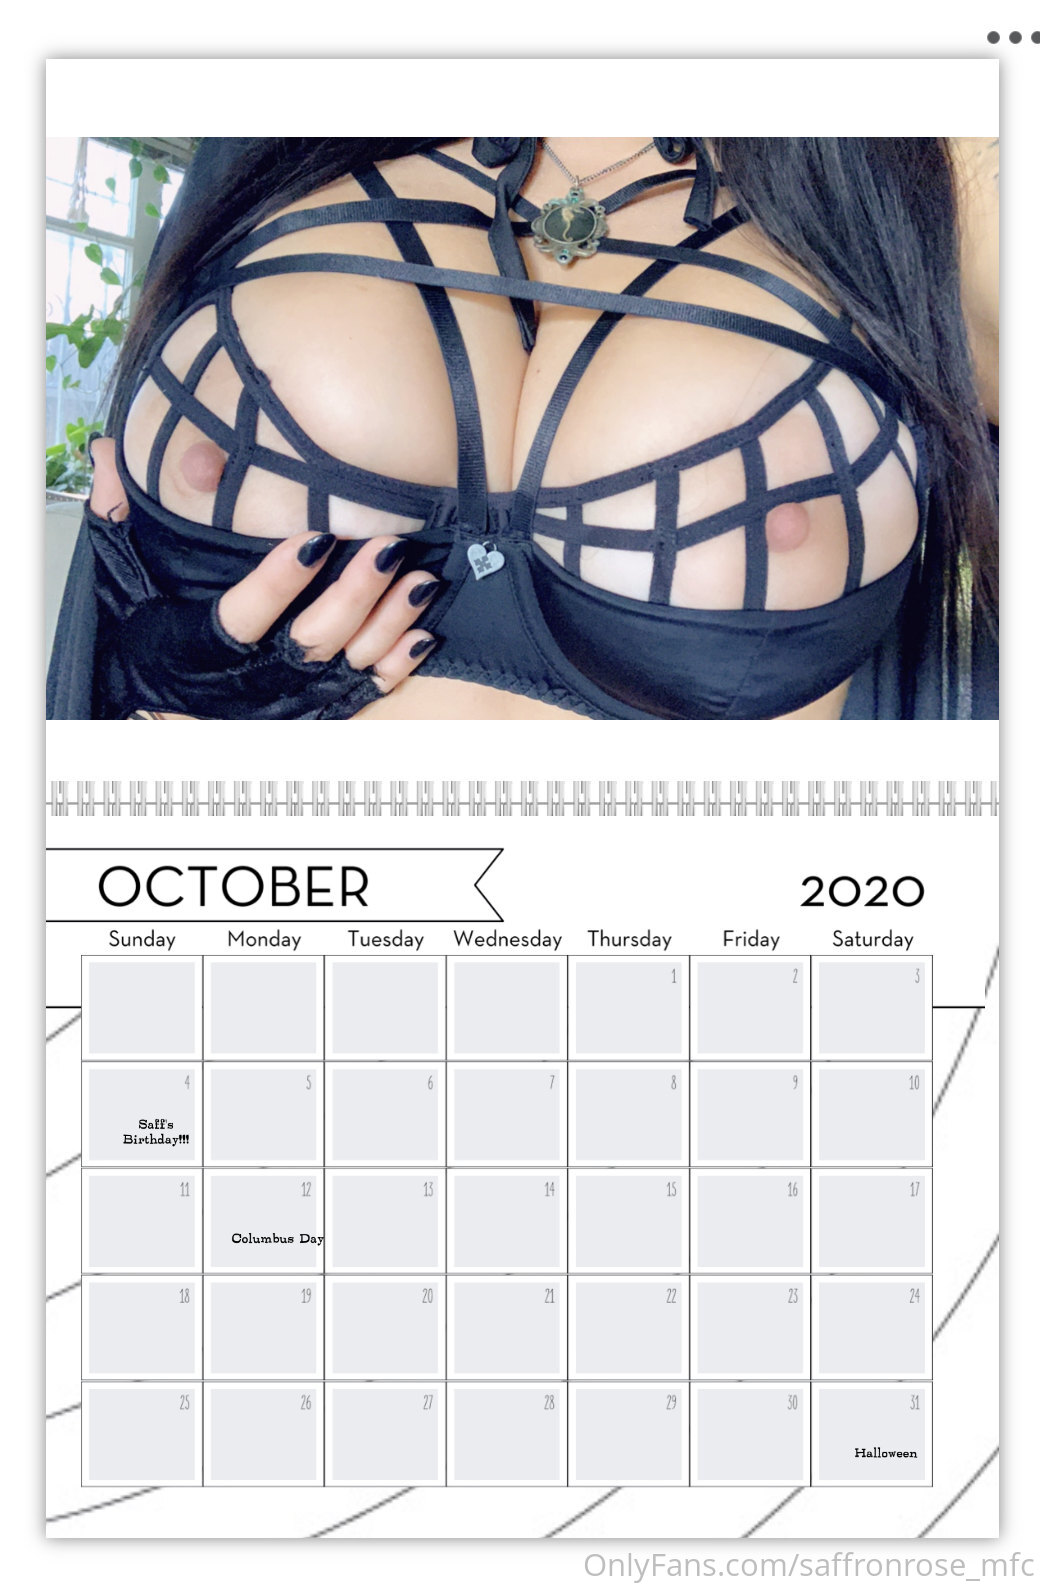 OCTOBER
2020
Sunday Monday Tuesday Wednesday Thursday Friday Saturday
1 2 3
4 5 6 7 8 9 10
Saff's
Birthday!!!
11 12 13 14 15 16 17
Columbus Day
18 19 20 21 22 23 24
25 26 27 28 29 30 31
Halloween
OnlyFans.com/saffronrose_mfc